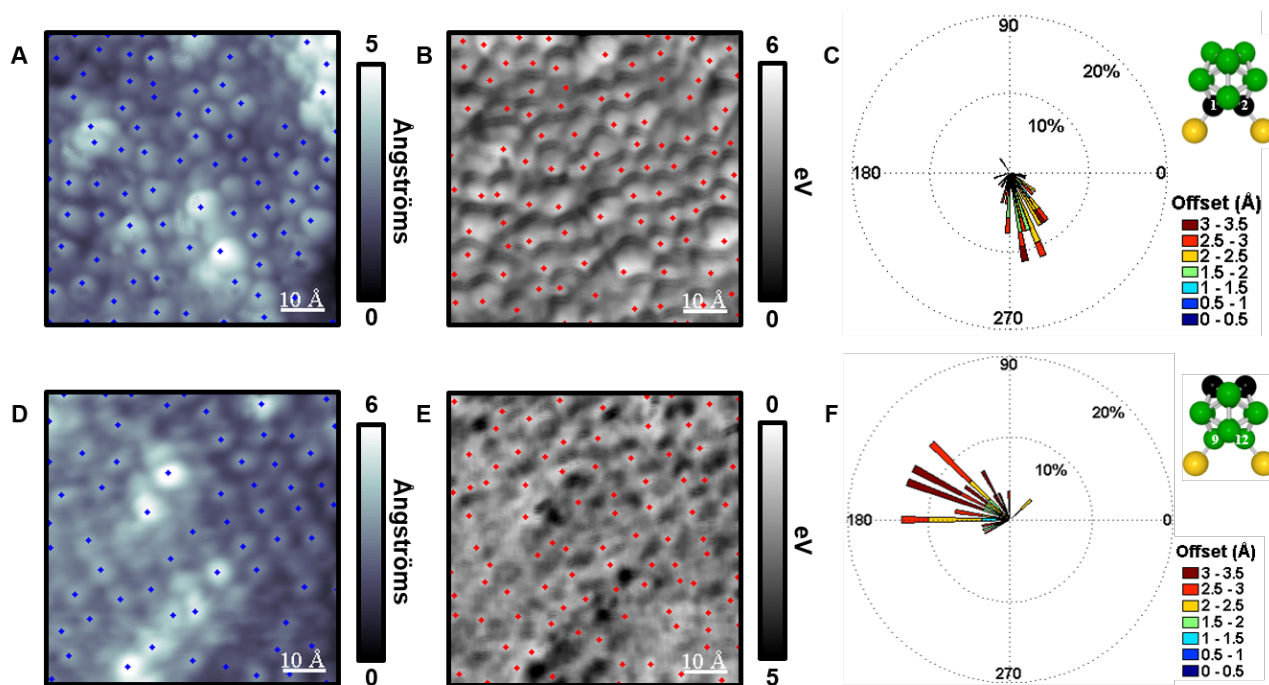 A
5
Ångströms
0
10 Å
B
6
eV
0
10 Å
C
90
20%
10%
180
0
270
1 2
Offset (Å)
3 - 3.5
2.5 - 3
2 - 2.5
1.5 - 2
1 - 1.5
0.5 - 1
0 - 0.5
D
6
Ångströms
0
10 Å
E
0
eV
5
10 Å
F
90
20%
10%
180
0
270
9 12
Offset (Å)
3 - 3.5
2.5 - 3
2 - 2.5
1.5 - 2
1 - 1.5
0.5 - 1
0 - 0.5